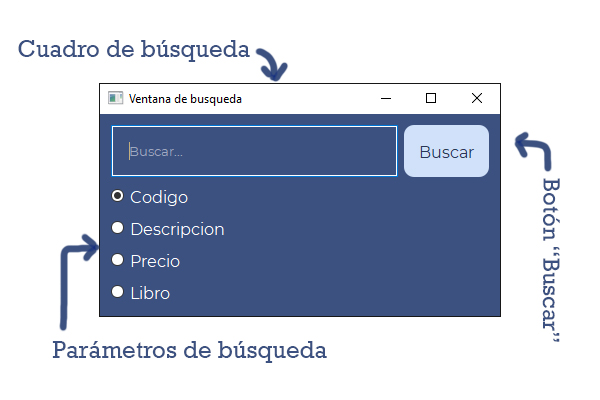 Cuadro de búsqueda
Ventana de busqueda
Buscar...
Buscar
Codigo
Descripcion
Precio
Libro
Botón “Buscar”
Parámetros de búsqueda